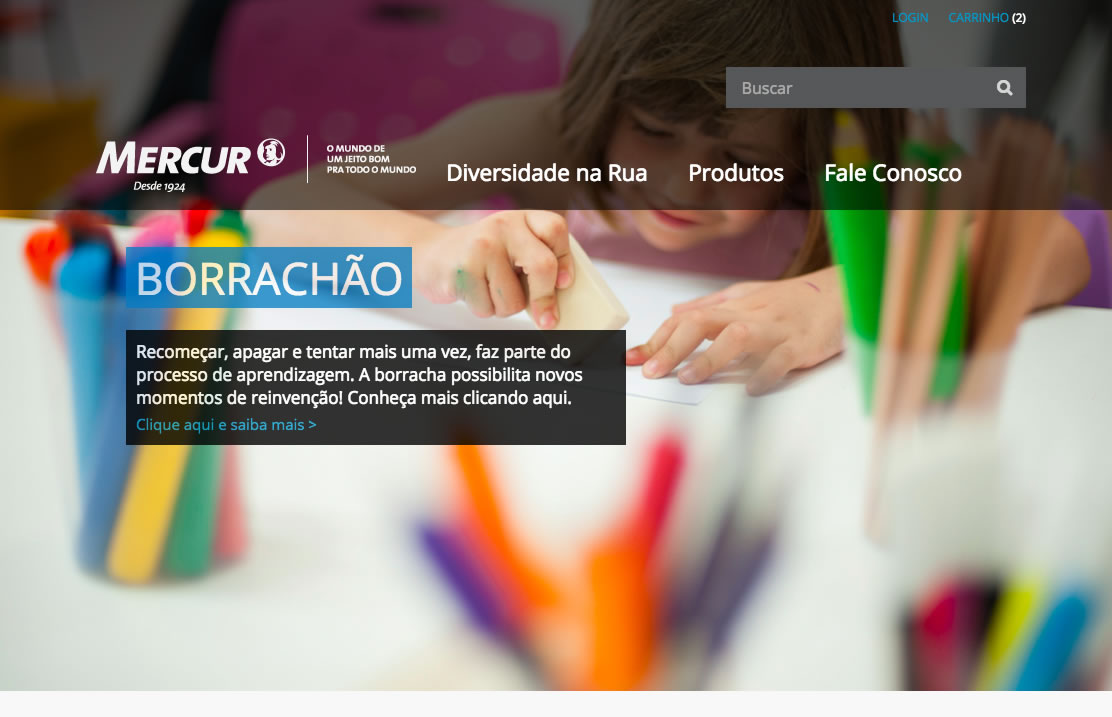 LOGIN CARRINHO (2)
Buscar
MERCUR
Desde 1924
O MUNDO DE
UM JEITO BOM
PRA TODO O MUNDO
Diversidade na Rua Produtos Fale Conosco
BORRACHÃO
Recomeçar, apagar e tentar mais uma vez, faz parte do
processo de aprendizagem. A borracha possibilita novos
momentos de reinvenção! Conheça mais clicando aqui.
Clique aqui e saiba mais >